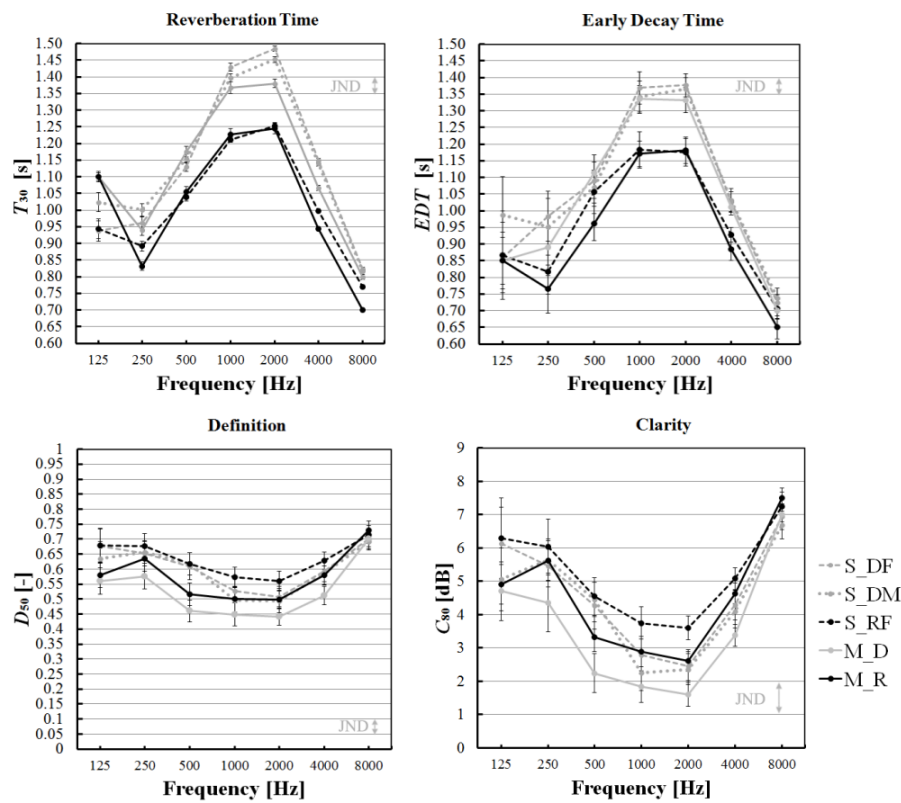 Reverberation Time
1.50
1.45
1.40
1.35
1.30
1.25
1.20
1.15
1.10
1.05
1.00
0.95
0.90
0.85
0.80
0.75
0.70
0.65
0.60
T30 [s]
JND
125 250 500 1000 2000 4000 8000
Frequency [Hz]
Early Decay Time
1.50
1.45
1.40
1.35
1.30
1.25
1.20
1.15
1.10
1.05
1.00
0.95
0.90
0.85
0.80
0.75
0.70
0.65
0.60
EDT [s]
JND
125 250 500 1000 2000 4000 8000
Frequency [Hz]
Definition
1
0.95
0.9
0.85
0.8
0.75
0.7
0.65
0.6
0.55
0.5
0.45
0.4
0.35
0.3
0.25
0.2
0.15
0.1
0.05
0
D50 [-]
JND
125 250 500 1000 2000 4000 8000
Frequency [Hz]
Clarity
9
8
7
6
5
4
3
2
1
0
C80 [dB]
JND
125 250 500 1000 2000 4000 8000
Frequency [Hz]
S_DF
S_DM
S_RF
M_D
M_R